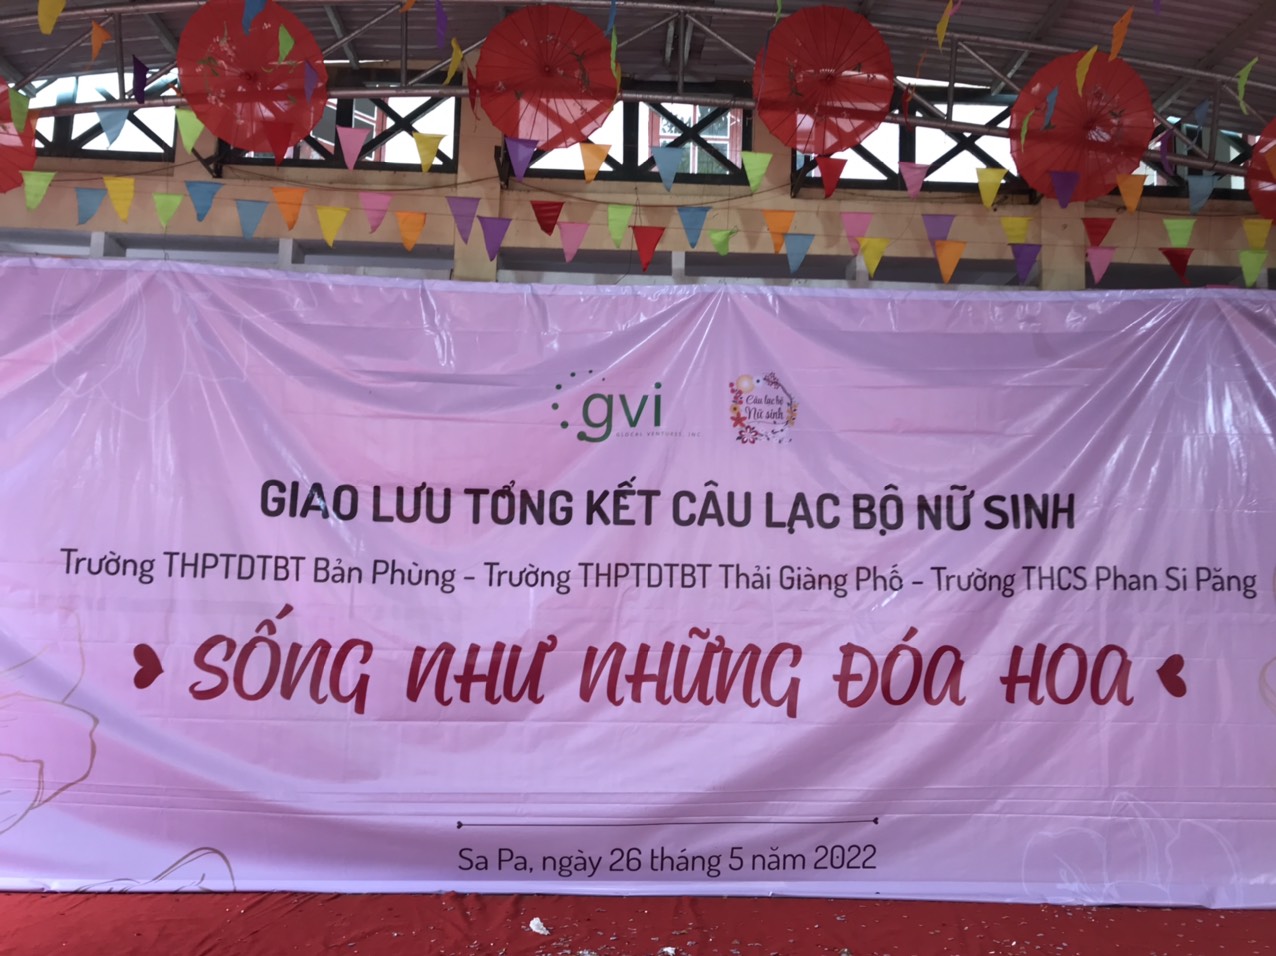 gvi
GLOCAL VENTURES, INC
Câu lạc bộ
Nữ sinh
GIAO LƯU TỔNG KẾT CÂU LẠC BỘ NỮ SINH
Trường THPTDTBT Bản Phùng – Trường THPTDTBT Thải Giàng Phố – Trường THCS Phan Si Păng
SỐNG NHƯ NHỮNG ĐÓA HOA
Sa Pa, ngày 26 tháng 5 năm 2022